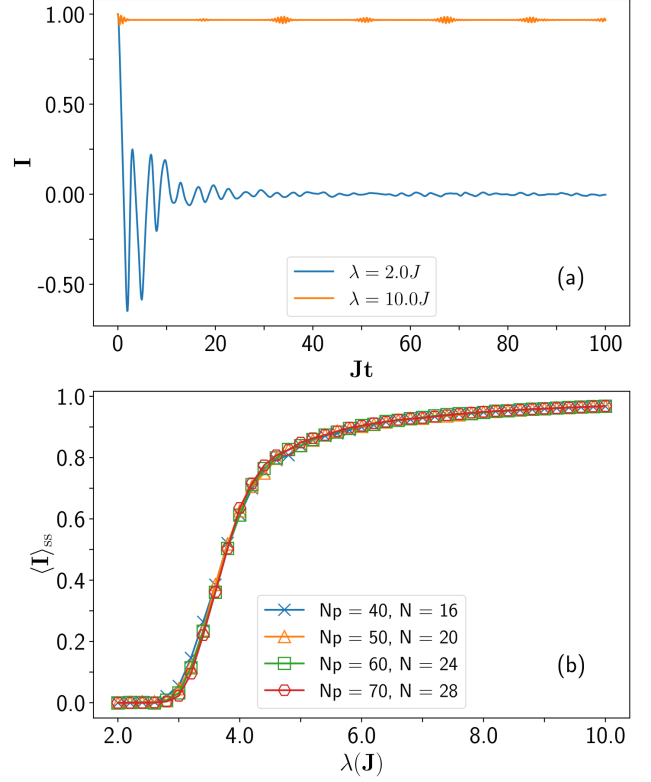 1.00
0.50
I
0.00
-0.50
λ = 2.0J
λ = 10.0J
(a)
0 20 40 60 80 100
Jt
1.0
0.8
0.6
⟨I⟩ss
0.4
0.2
0.0
Np = 40, N = 16
Np = 50, N = 20
Np = 60, N = 24
Np = 70, N = 28
(b)
2.0 4.0 6.0 8.0 10.0
λ(J)